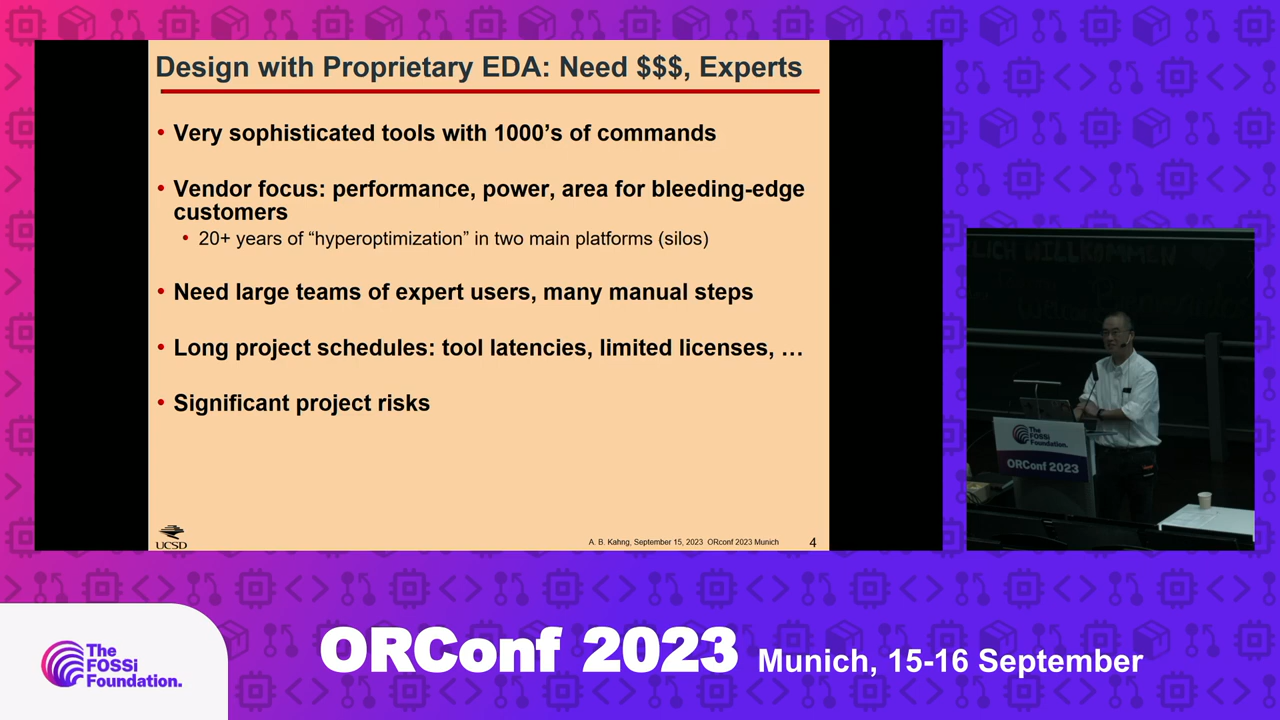 Design with Proprietary EDA: Need $$$, Experts
• Very sophisticated tools with 1000’s of commands
• Vendor focus: performance, power, area for bleeding-edge
customers
• 20+ years of “hyperoptimization” in two main platforms (silos)
• Need large teams of expert users, many manual steps
• Long project schedules: tool latencies, limited licenses, …
• Significant project risks
UCSD
A. B. Kahng, September 15, 2023 ORconf 2023 Munich
4
LICH WILLKOMMEN
The
FOSSi
Foundation.
ORConf 2023
The
FOSSi
Foundation.
ORConf 2023 Munich, 15-16 September